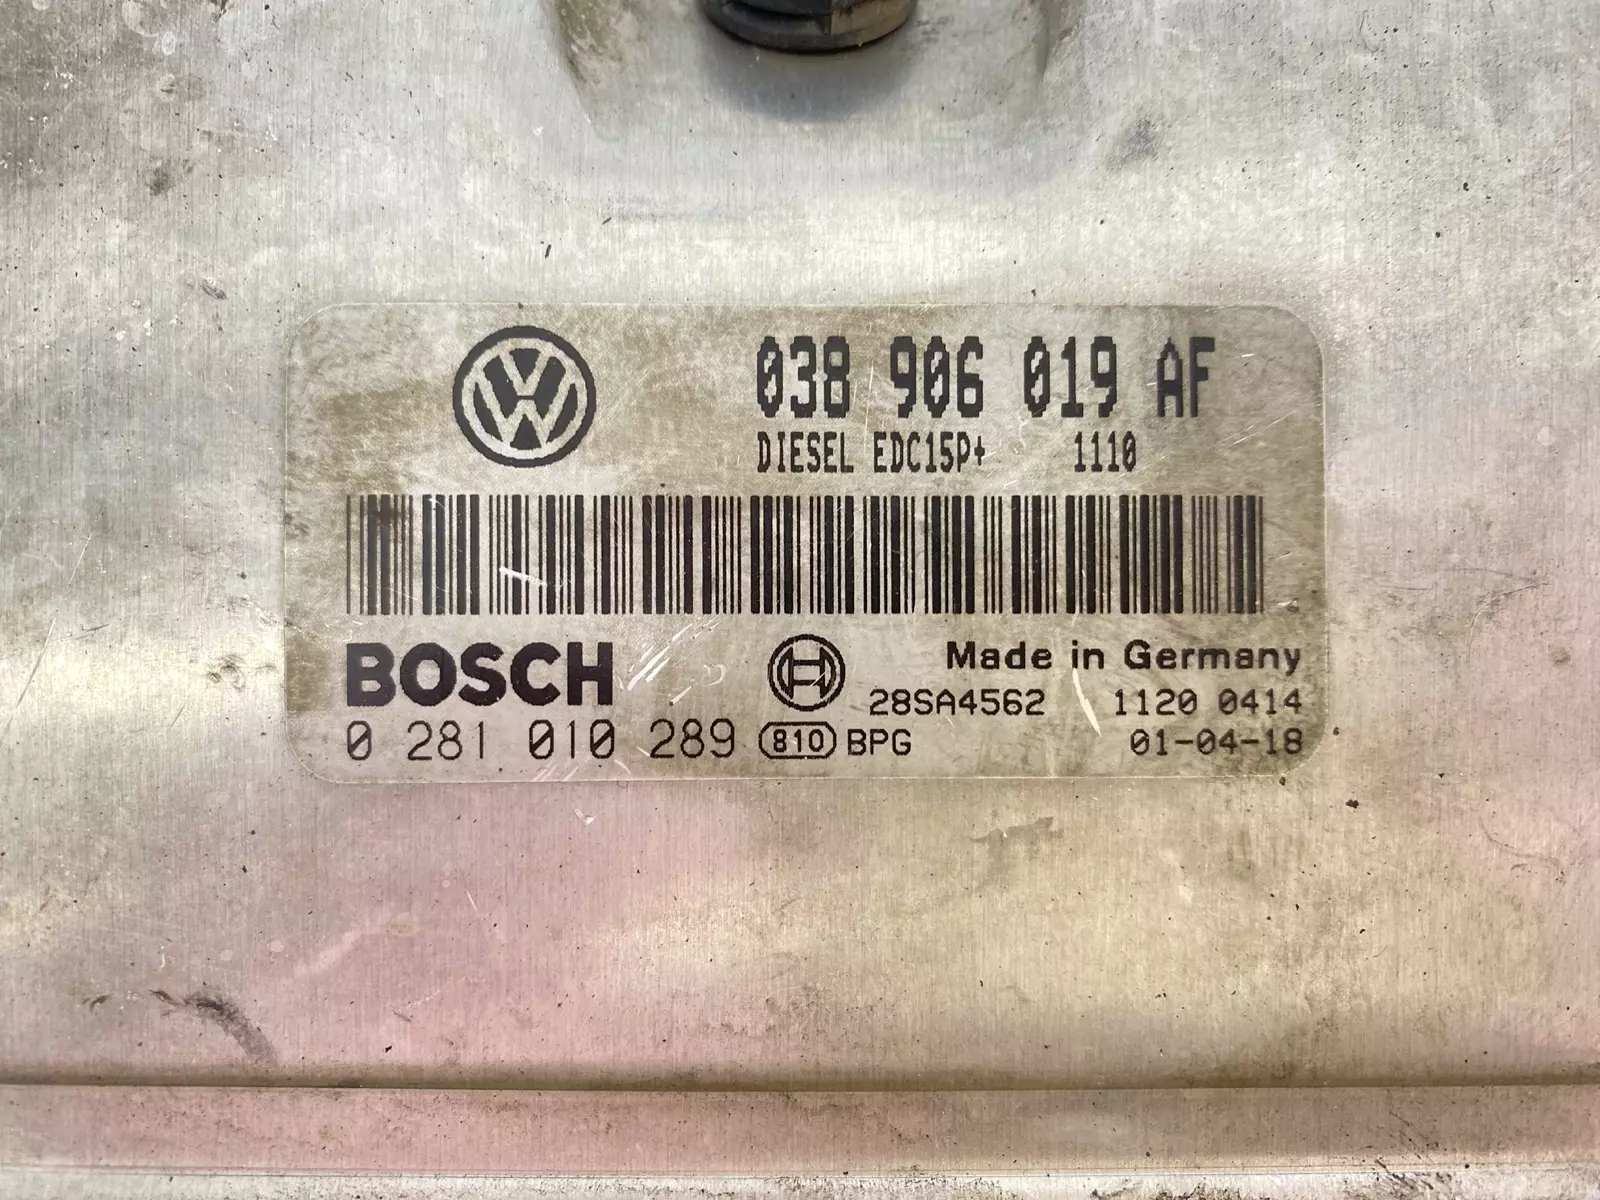 038 906 019 AF
DIESEL EDC15P+ 1110
BOSCH Made in Germany
28SA4562 1120 0414
0 281 010 289 810 BPG 01-04-18